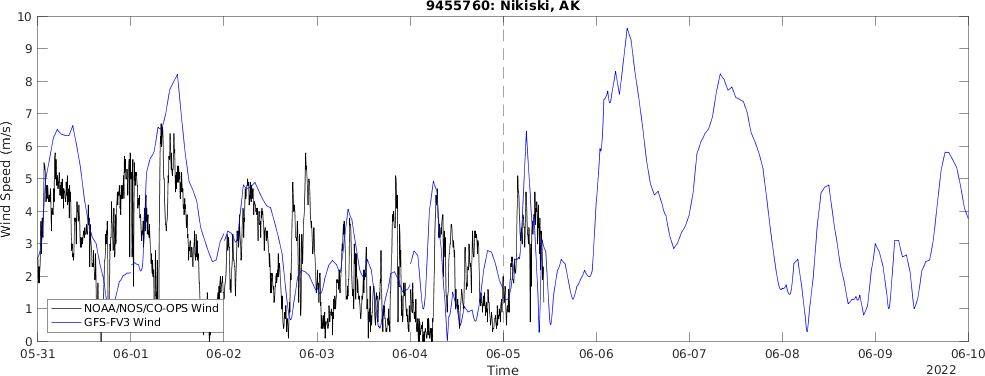 9455760: Nikiski, AK
Wind Speed (m/s)
10
9
8
7
6
5
4
3
2
1
0
NOAA/NOS/CO-OPS Wind
GFS-FV3 Wind
05-31 06-01 06-02 06-03 06-04 06-05 06-06 06-07 06-08 06-09 06-10
Time
2022